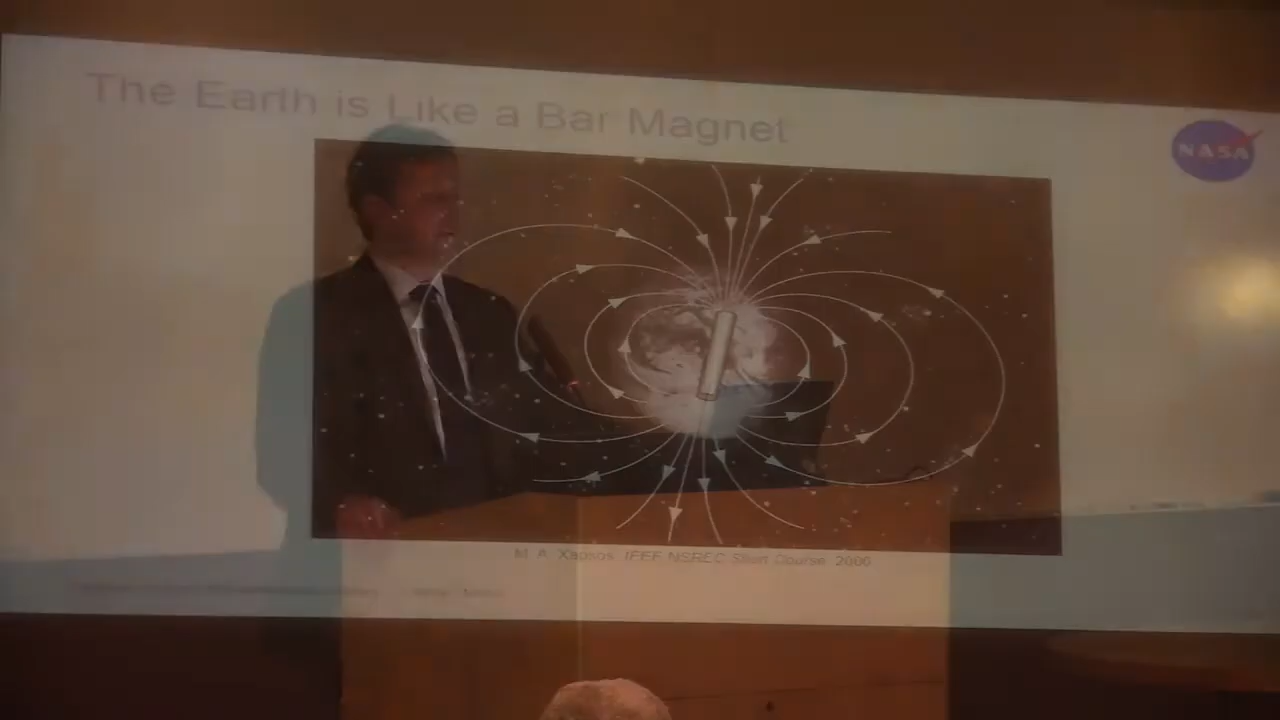 The Earth is Like a Bar Magnet
NASA
M. A. Xapsos, IEEE NSREC Short Course, 2006